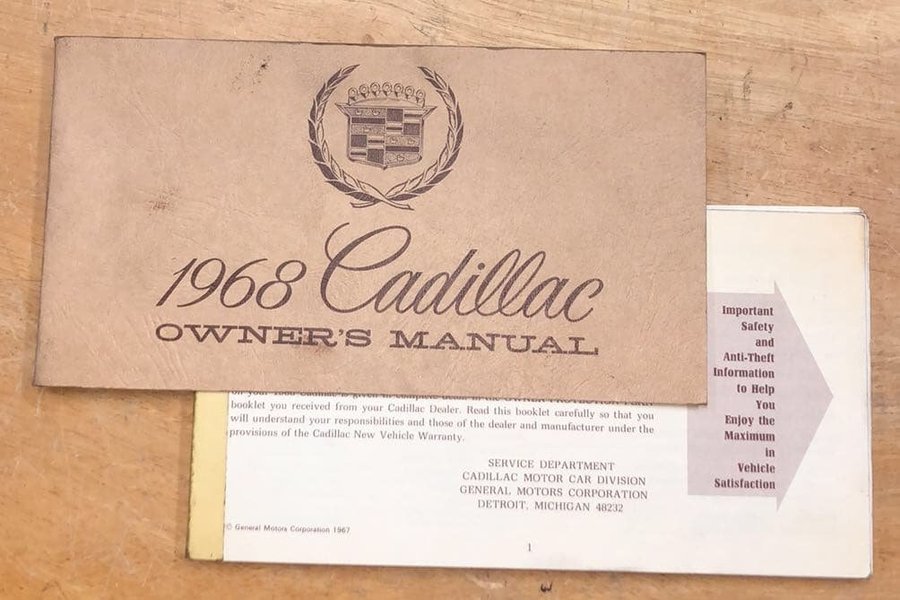 1968 Cadillac
OWNER'S MANUAL
booklet you received from your Cadillac Dealer. Read this booklet carefully so that you
will understand your responsibilities and those of the dealer and manufacturer under the
provisions of the Cadillac New Vehicle Warranty.
SERVICE DEPARTMENT
CADILLAC MOTOR CAR DIVISION
GENERAL MOTORS CORPORATION
DETROIT, MICHIGAN 48232
© General Motors Corporation 1967
1
Important
Safety
and
Anti-Theft
Information
to Help
You
Enjoy the
Maximum
in
Vehicle
Satisfaction